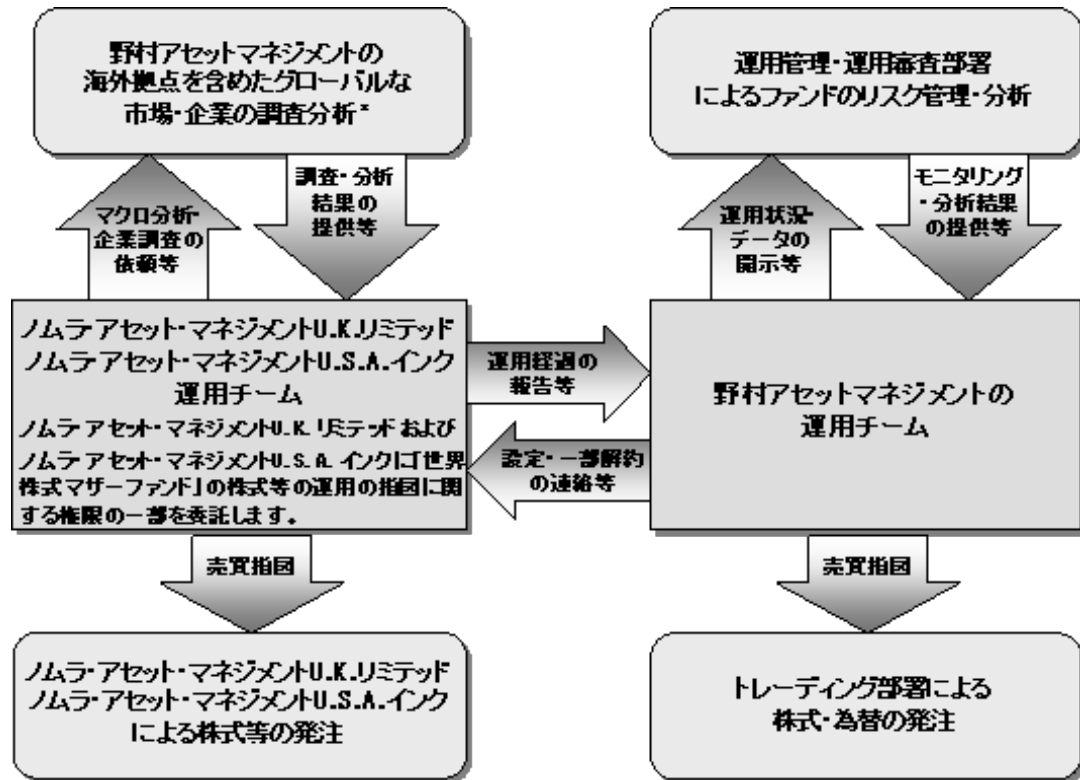 野村アセットマネジメントの
海外拠点を含めたグローバルな
市場・企業の調査分析*
運用管理・運用審査部署
によるファンドのリスク管理・分析
マクロ分析・
企業調査の
依頼等
調査・分析
結果の
提供等
運用状況・
データの
開示等
モニタリング
・分析結果
の提供等
ノムラ・アセット・マネジメントU.K.リミテッド
ノムラ・アセット・マネジメントU.S.A.インク
運用チーム
ノムラ・アセット・マネジメントU.K.リミテッドおよび
ノムラ・アセット・マネジメントU.S.A.インクに「世界
株式マザーファンド」の株式等の運用の指図に関
する権限の一部を委託します。
運用経過の
報告等
設定・一部解約
の連絡等
野村アセットマネジメントの
運用チーム
売買指図
売買指図
ノムラ・アセット・マネジメントU.K.リミテッド
ノムラ・アセット・マネジメントU.S.A.インク
による株式等の発注
トレーディング部署による
株式・為替の発注